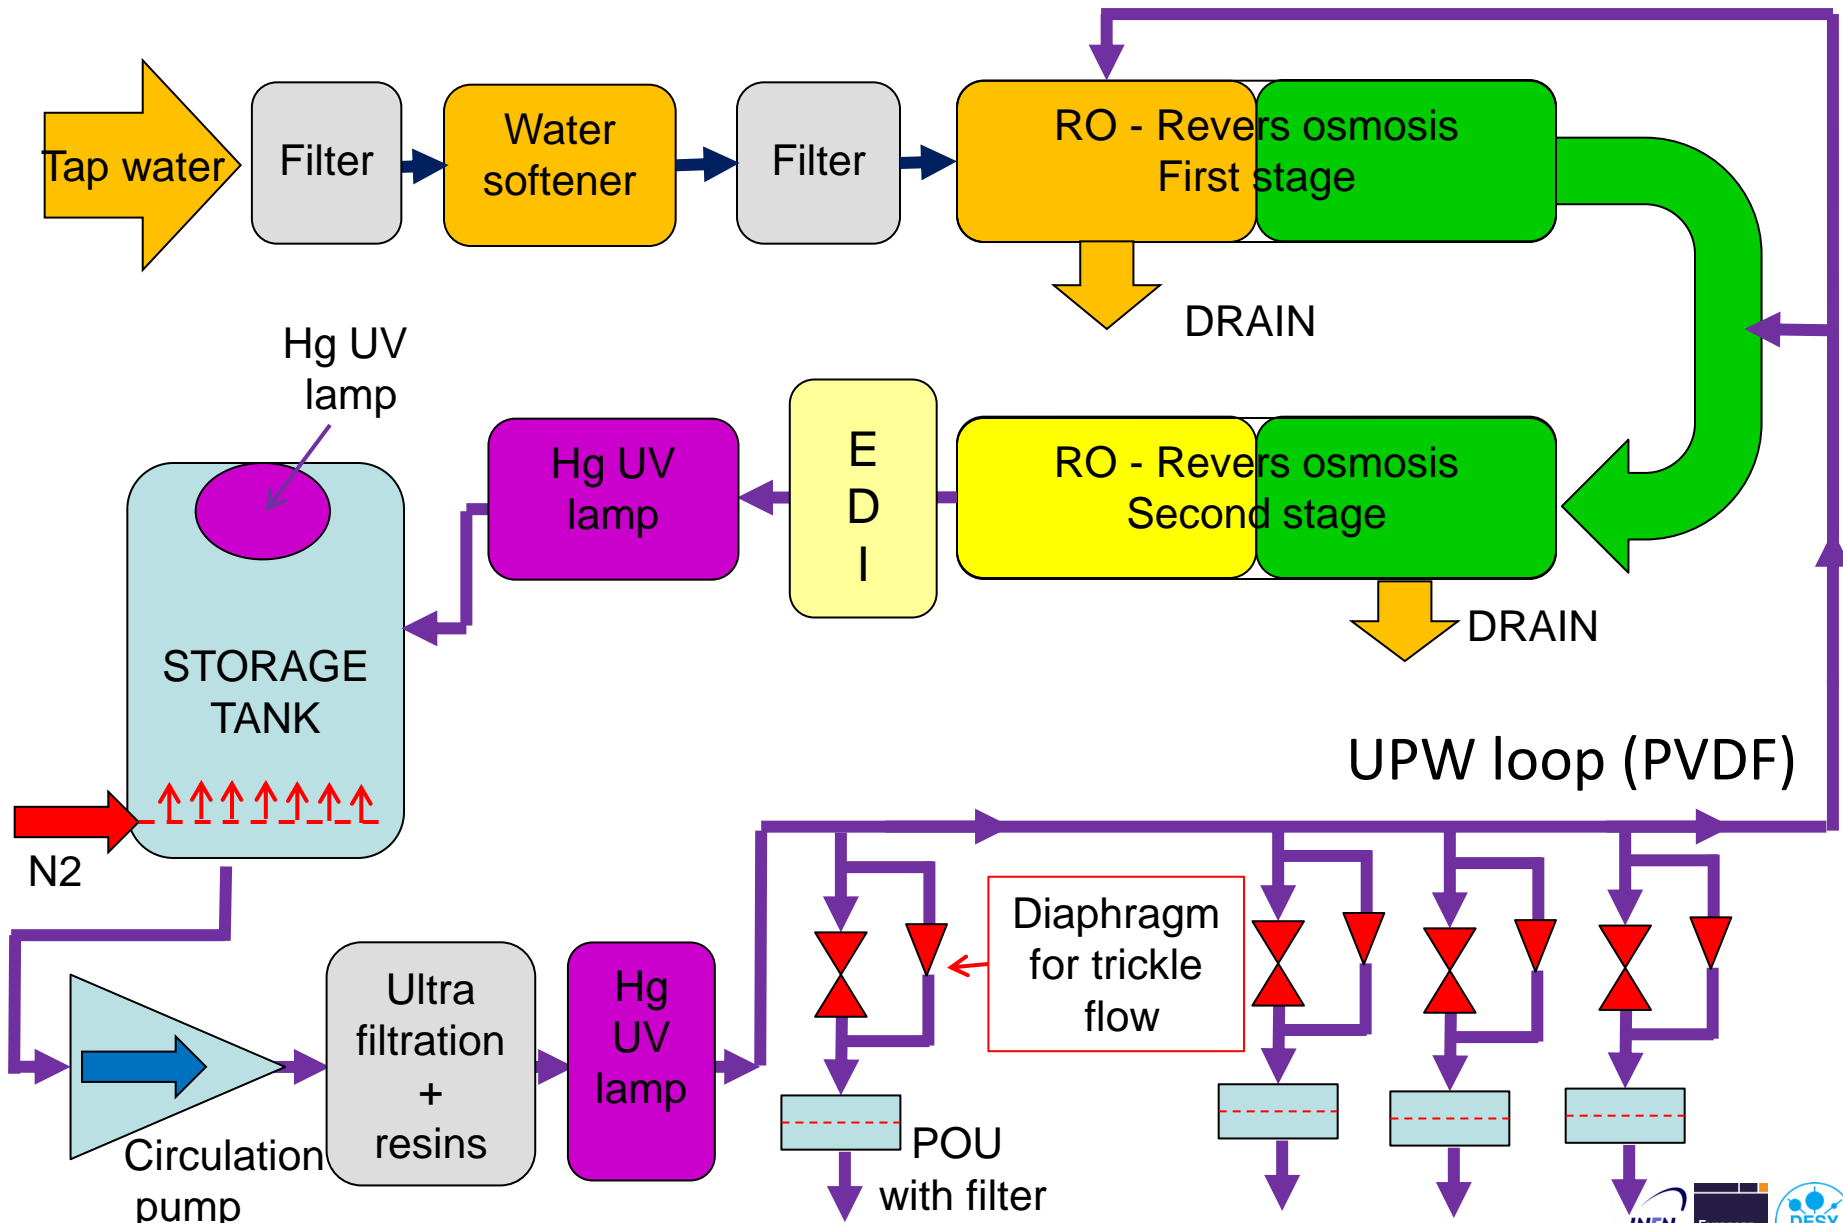 Tap water
Filter
Water
softener
Filter
RO - Revers osmosis
First stage
DRAIN
Hg UV
lamp
Hg UV
lamp
E
D
I
RO - Revers osmosis
Second stage
DRAIN
STORAGE
TANK
N2
UPW loop (PVDF)
Diaphragm
for trickle
flow
Ultra
filtration
+
resins
Hg
UV
lamp
Circulation
pump
POU
with filter
INFN
DESY